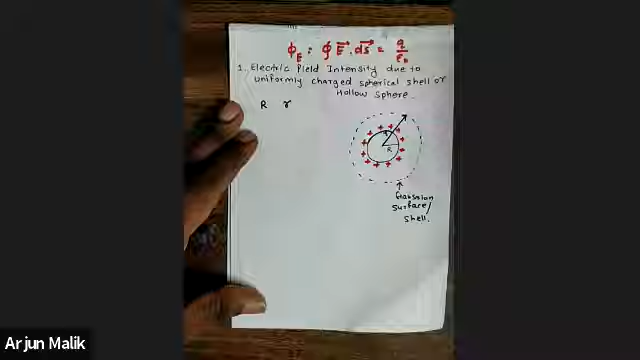 ϕ_E = ∮ E⃗ . ds⃗ = q/ε₀
1. Electric Field Intensity due to
uniformly charged spherical shell or
Hollow Sphere.
R r
R
Gaussian
Surface/
Shell.
Arjun Malik